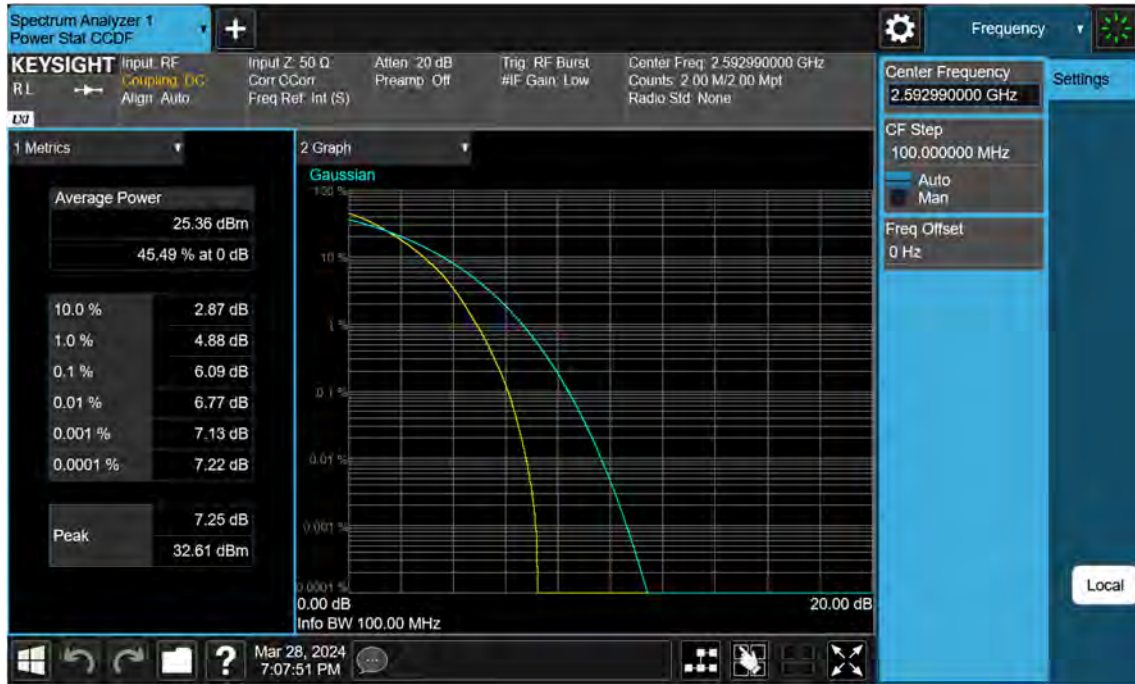 Spectrum Analyzer 1
Power Stat CCDF
Frequency
KEYSIGHT
R L
LXI
Input: RF
Coupling: DC
Align: Auto
Input Z: 50 Ω
Corr CCorr
Freq Ref: Int (S)
Atten: 20 dB
Preamp: Off
Trig: RF Burst
#IF Gain: Low
Center Freq: 2.592990000 GHz
Counts: 2.00 M/2.00 Mpt
Radio Std: None
Center Frequency
2.592990000 GHz
Settings
CF Step
100.000000 MHz
Auto
Man
Freq Offset
0 Hz
1 Metrics
Average Power
25.36 dBm
45.49 % at 0 dB
10.0 % 2.87 dB
1.0 % 4.88 dB
0.1 % 6.09 dB
0.01 % 6.77 dB
0.001 % 7.13 dB
0.0001 % 7.22 dB
Peak
7.25 dB
32.61 dBm
2 Graph
Gaussian
100 %
10 %
1 %
0.1 %
0.01 %
0.001 %
0.0001 %
0.00 dB
20.00 dB
Info BW 100.00 MHz
Local
?
Mar 28, 2024
7:07:51 PM